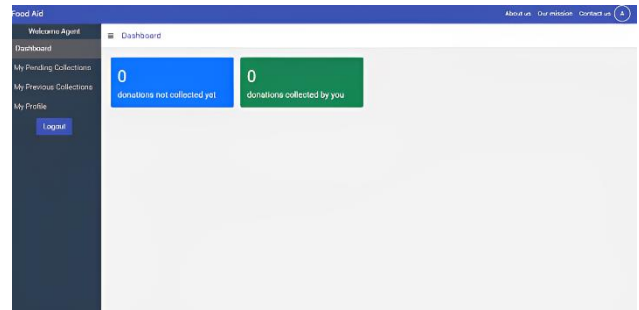 Food Aid
About us Our mission Contact us A
Welcome Agent
Dashboard
My Pending Collections
My Previous Collections
My Profile
Logout
Dashboard
0
donations not collected yet
0
donations collected by you